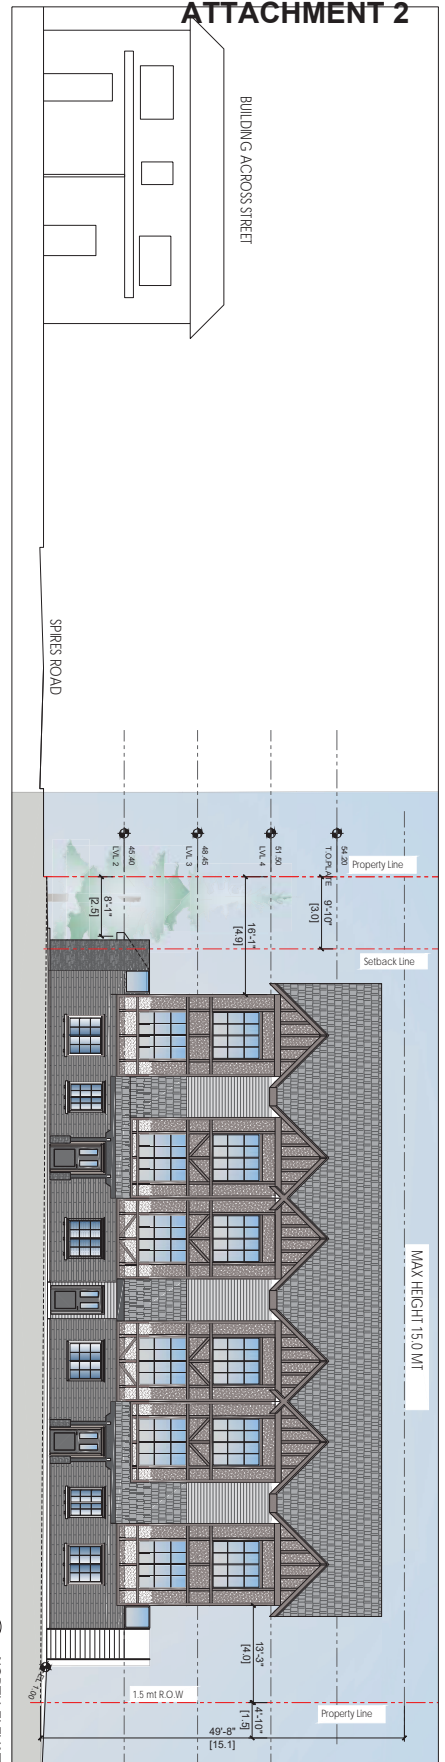 ATTACHMENT 2
BUILDING ACROSS STREET
SPIRES ROAD
54.20
T.O.PLATE
51.50
LVL 4
48.45
LVL 3
45.40
LVL 2
Property Line
9'-10"
[3.0]
16'-1"
[4.9]
8'-1"
[2.5]
Setback Line
MAX HEIGHT 15.0 MT
13'-3"
[4.0]
4'-10"
[1.5]
1.5 mt R.O.W
Property Line
49'-8"
[15.1]